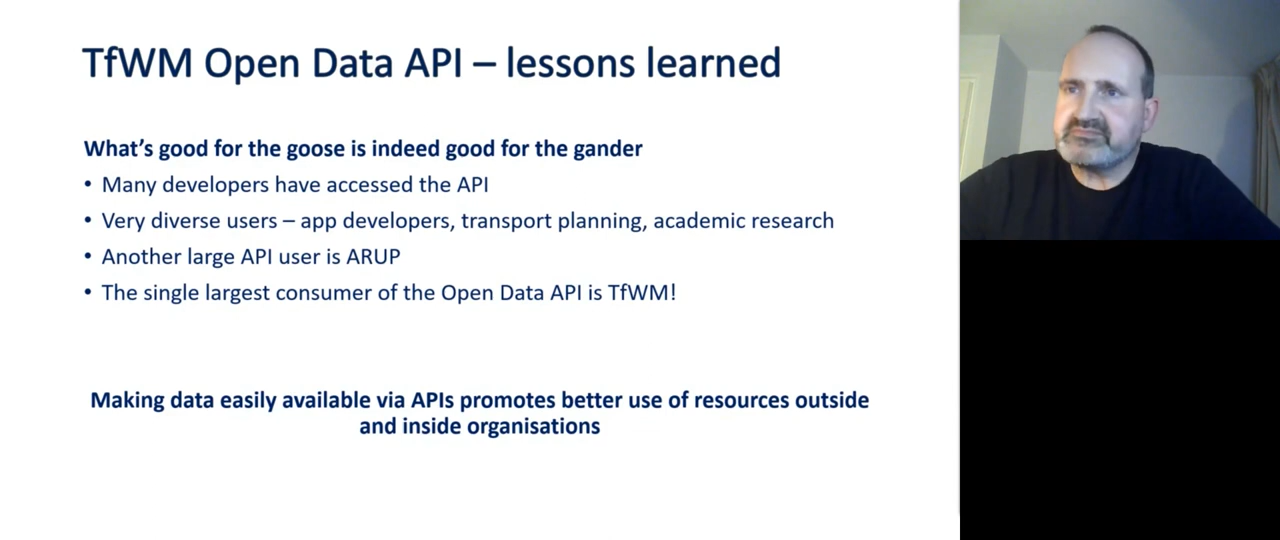 TfWM Open Data API – lessons learned
What's good for the goose is indeed good for the gander
• Many developers have accessed the API
• Very diverse users – app developers, transport planning, academic research
• Another large API user is ARUP
• The single largest consumer of the Open Data API is TfWM!
Making data easily available via APIs promotes better use of resources outside
and inside organisations